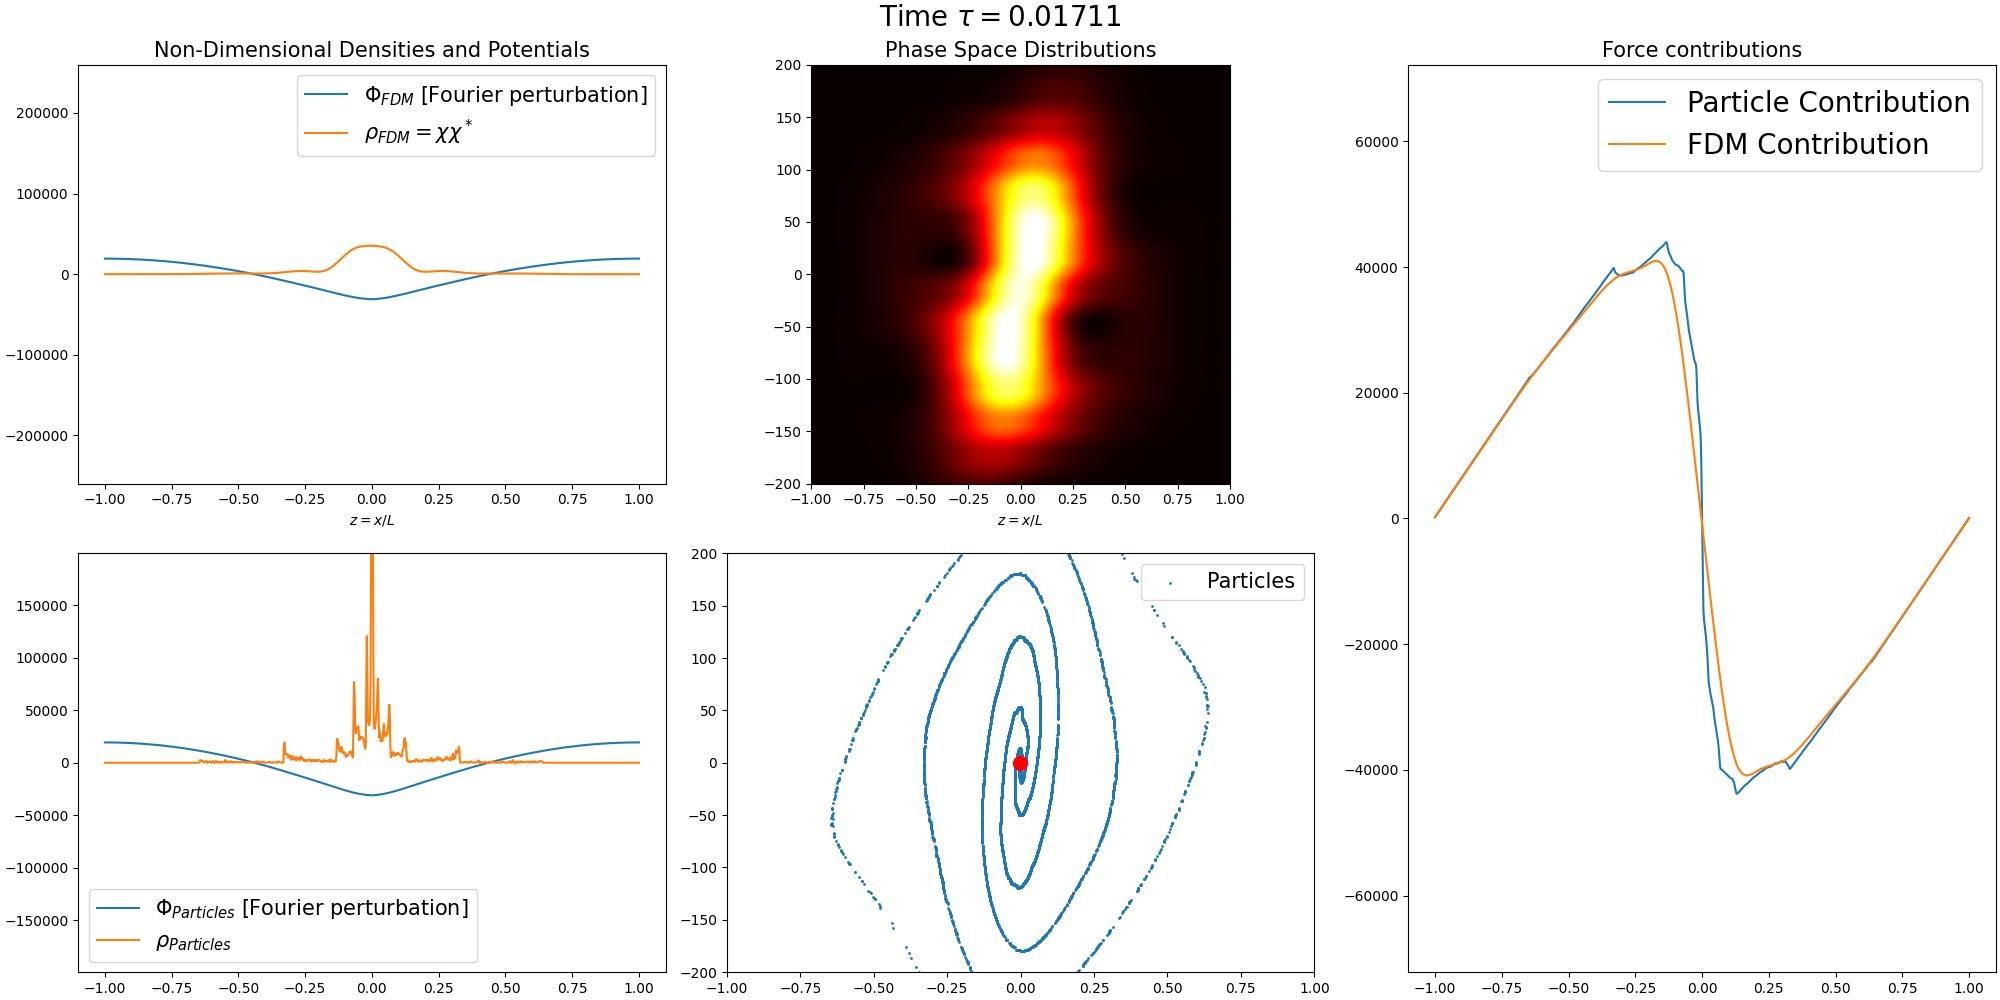 Time τ = 0.01711
Non-Dimensional Densities and Potentials
Φ_FDM [Fourier perturbation]
ρ_FDM = χχ*
200000
100000
0
−100000
−200000
−1.00 −0.75 −0.50 −0.25 0.00 0.25 0.50 0.75 1.00
z = x/L
Phase Space Distributions
200
150
100
50
0
−50
−100
−150
−200
−1.00 −0.75 −0.50 −0.25 0.00 0.25 0.50 0.75 1.00
z = x/L
Force contributions
Particle Contribution
FDM Contribution
60000
40000
20000
0
−20000
−40000
−60000
−1.00 −0.75 −0.50 −0.25 0.00 0.25 0.50 0.75 1.00
150000
100000
50000
0
−50000
−100000
−150000
Φ_Particles [Fourier perturbation]
ρ_Particles
−1.00 −0.75 −0.50 −0.25 0.00 0.25 0.50 0.75 1.00
Particles
200
150
100
50
0
−50
−100
−150
−200
−1.00 −0.75 −0.50 −0.25 0.00 0.25 0.50 0.75 1.00